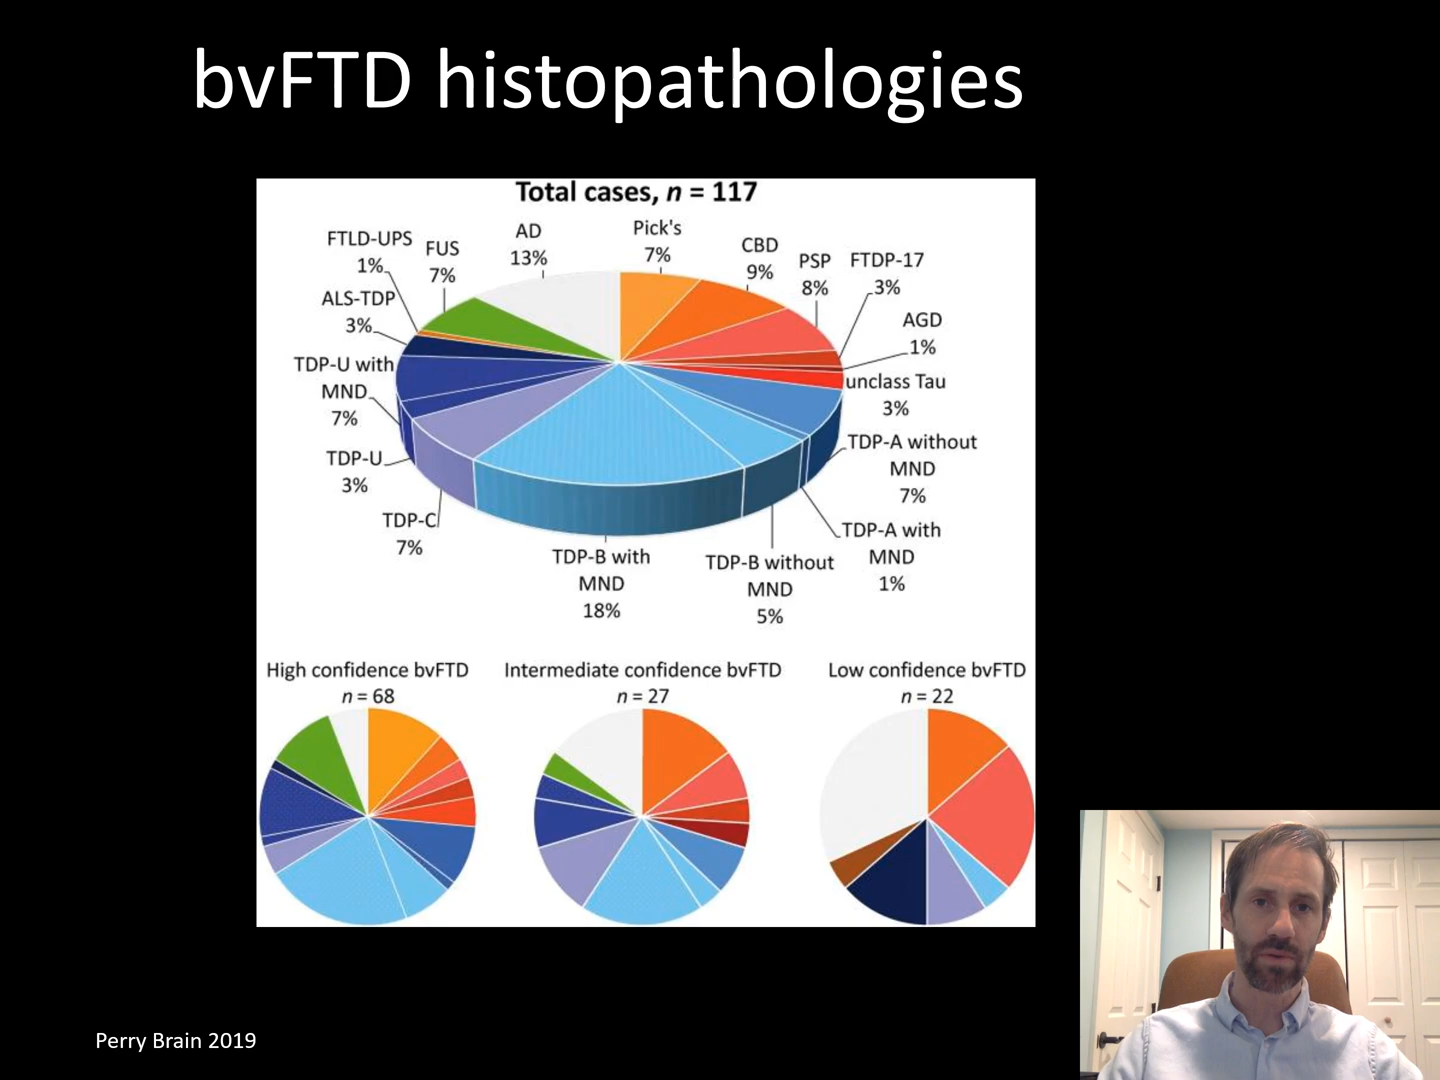 bvFTD histopathologies
Total cases, n = 117
FTLD-UPS
1%
FUS
7%
AD
13%
Pick's
7%
CBD
9%
PSP
8%
FTDP-17
3%
AGD
1%
unclass Tau
3%
TDP-A without
MND
7%
TDP-A with
MND
1%
TDP-B without
MND
5%
TDP-B with
MND
18%
TDP-C
7%
TDP-U
3%
TDP-U with
MND
7%
ALS-TDP
3%
High confidence bvFTD
n = 68
Intermediate confidence bvFTD
n = 27
Low confidence bvFTD
n = 22
Perry Brain 2019